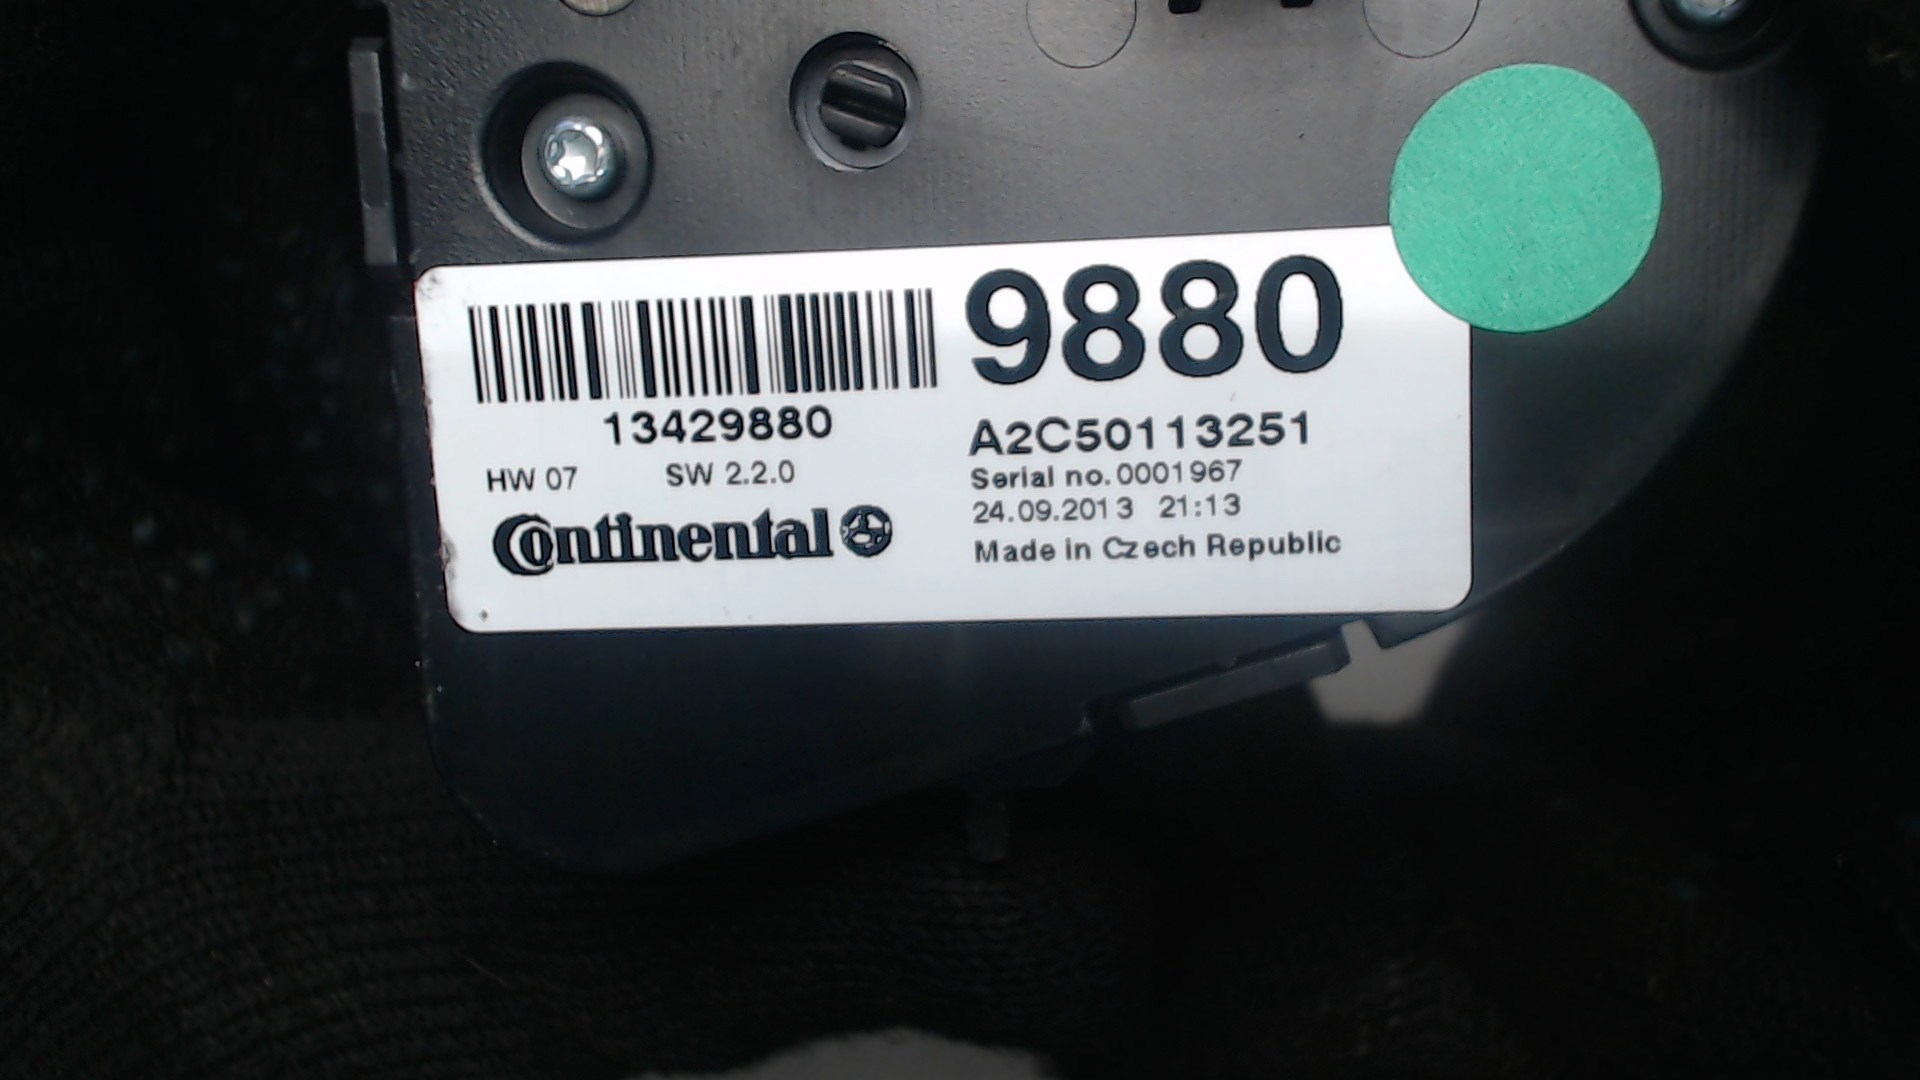 9880
13429880
A2C50113251
HW 07 SW 2.2.0
Serial no.0001967
24.09.2013 21:13
Continental
Made in Czech Republic